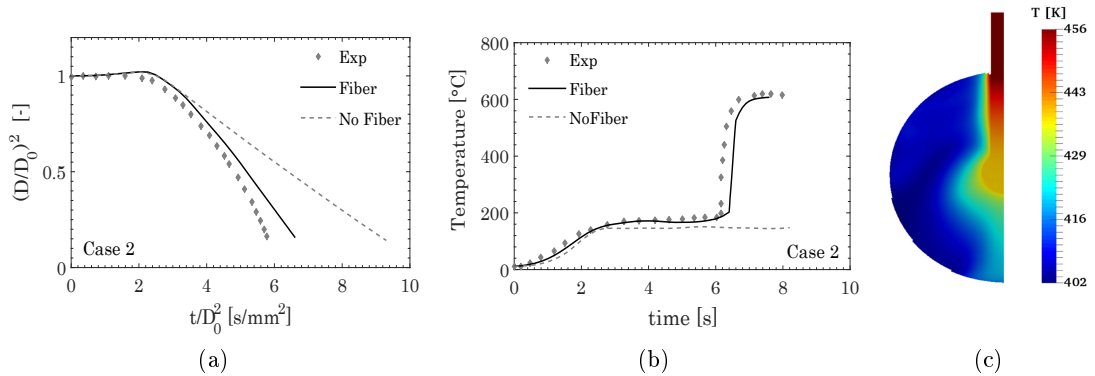 (D/D₀)² [-]
1
0.5
0
Exp
Fiber
No Fiber
Case 2
0 2 4 6 8 10
t/D₀² [s/mm²]
(a)
Temperature [°C]
800
600
400
200
0
Exp
Fiber
NoFiber
Case 2
0 2 4 6 8 10
time [s]
(b)
T [K]
456
443
429
416
402
(c)